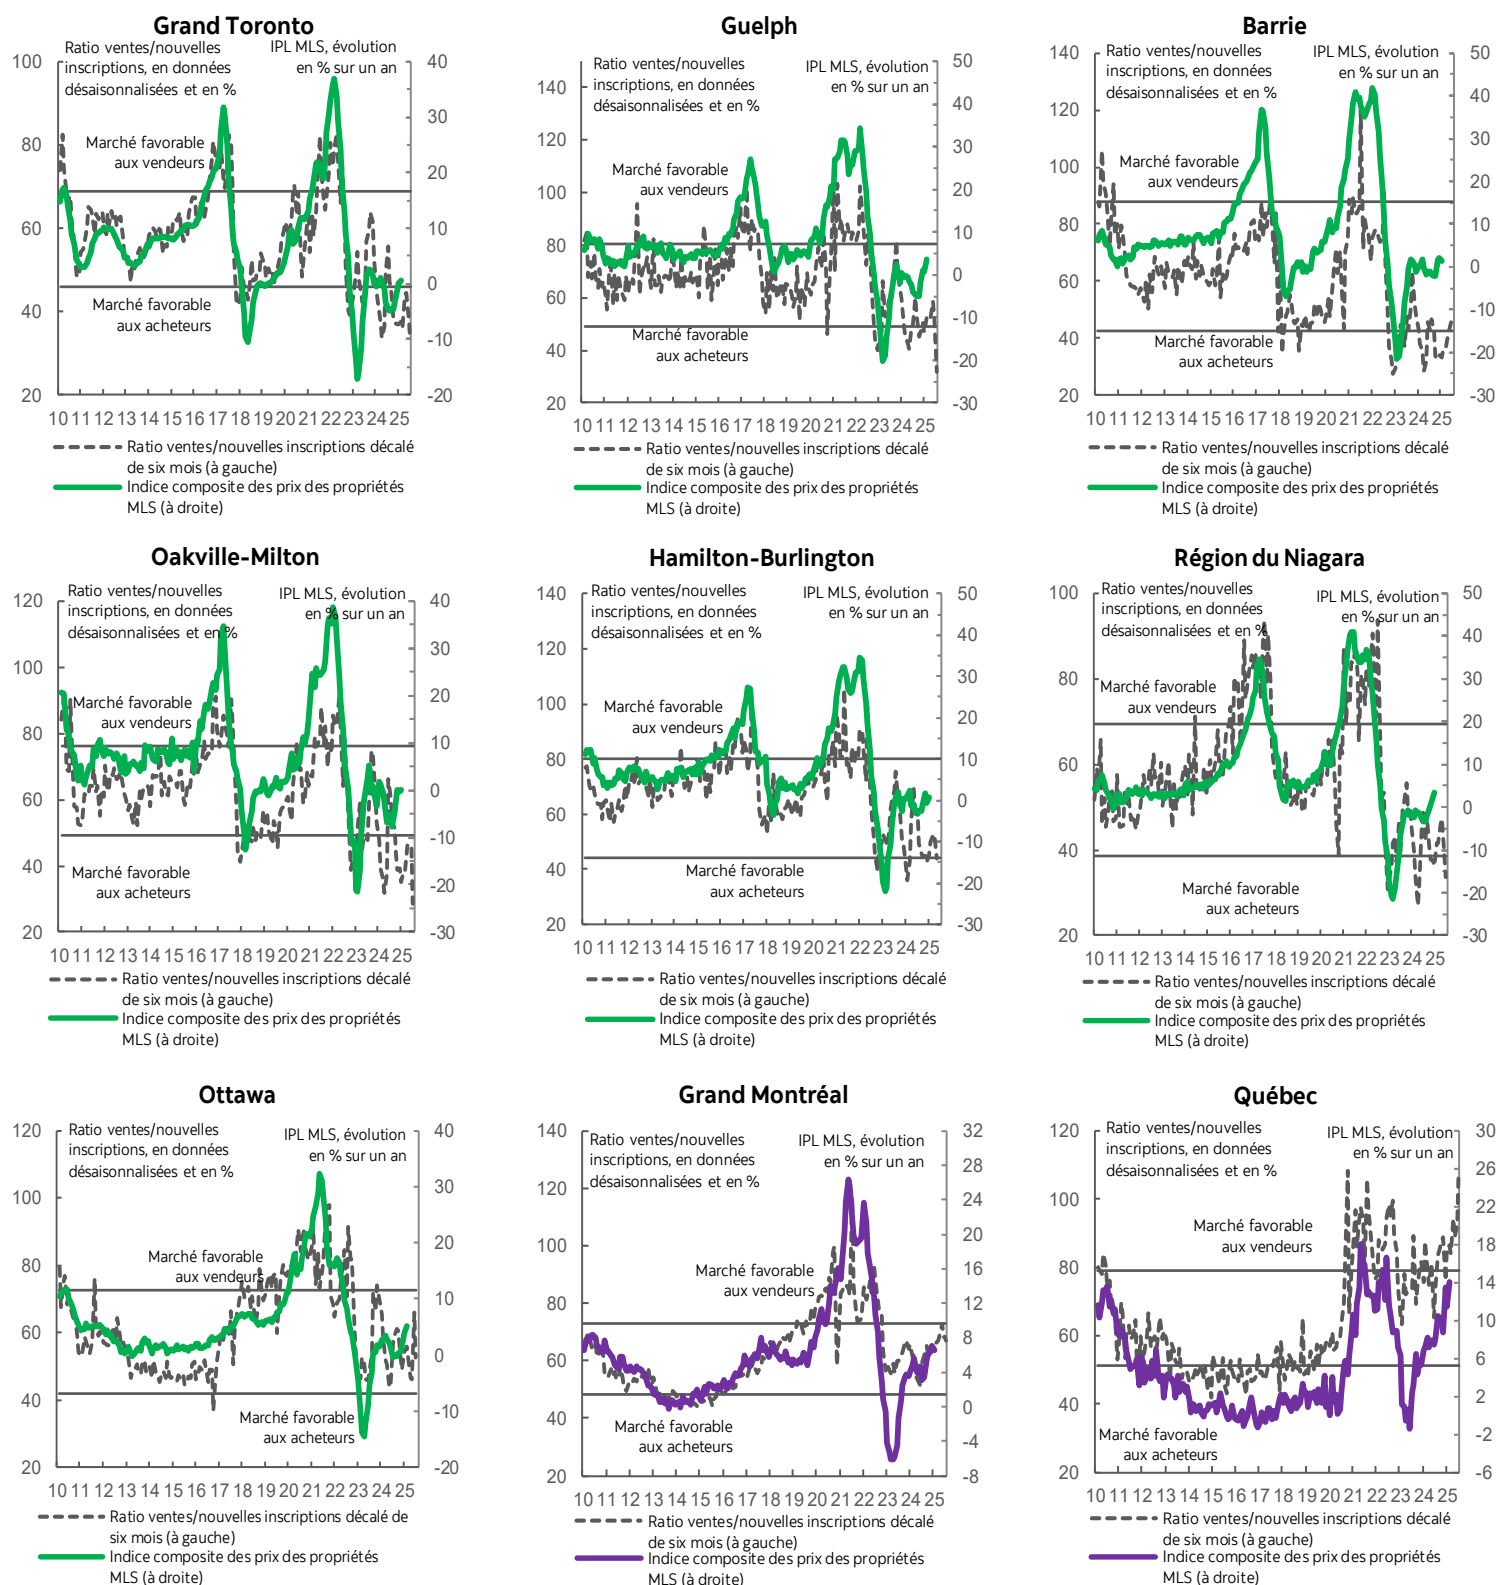 Grand Toronto
Ratio ventes/nouvelles
inscriptions, en données
désaisonnalisées et en %
IPL MLS, évolution
en % sur un an
100
80
60
40
20
40
30
20
10
0
-10
-20
Marché favorable
aux vendeurs
Marché favorable
aux acheteurs
10 11 12 13 14 15 16 17 18 19 20 21 22 23 24 25
Ratio ventes/nouvelles inscriptions décalé
de six mois (à gauche)
Indice composite des prix des propriétés
MLS (à droite)
Guelph
Ratio ventes/nouvelles
inscriptions, en données
désaisonnalisées et en %
IPL MLS, évolution
en % sur un an
140
120
100
80
60
40
20
50
40
30
20
10
0
-10
-20
-30
Marché favorable
aux vendeurs
Marché favorable
aux acheteurs
10 11 12 13 14 15 16 17 18 19 20 21 22 23 24 25
Ratio ventes/nouvelles inscriptions décalé
de six mois (à gauche)
Indice composite des prix des propriétés
MLS (à droite)
Barrie
Ratio ventes/nouvelles
inscriptions, en données
désaisonnalisées et en %
IPL MLS, évolution
en % sur un an
140
120
100
80
60
40
20
50
40
30
20
10
0
-10
-20
-30
Marché favorable
aux vendeurs
Marché favorable
aux acheteurs
10 11 12 13 14 15 16 17 18 19 20 21 22 23 24 25
Ratio ventes/nouvelles inscriptions décalé
de six mois (à gauche)
Indice composite des prix des propriétés
MLS (à droite)
Oakville-Milton
Ratio ventes/nouvelles
inscriptions, en données
désaisonnalisées et en %
IPL MLS, évolution
en % sur un an
120
100
80
60
40
20
40
30
20
10
0
-10
-20
-30
Marché favorable
aux vendeurs
Marché favorable
aux acheteurs
10 11 12 13 14 15 16 17 18 19 20 21 22 23 24 25
Ratio ventes/nouvelles inscriptions décalé
de six mois (à gauche)
Indice composite des prix des propriétés
MLS (à droite)
Hamilton-Burlington
Ratio ventes/nouvelles
inscriptions, en données
désaisonnalisées et en %
IPL MLS, évolution
en % sur un an
140
120
100
80
60
40
20
50
40
30
20
10
0
-10
-20
-30
Marché favorable
aux vendeurs
Marché favorable
aux acheteurs
10 11 12 13 14 15 16 17 18 19 20 21 22 23 24 25
Ratio ventes/nouvelles inscriptions décalé
de six mois (à gauche)
Indice composite des prix des propriétés
MLS (à droite)
Région du Niagara
Ratio ventes/nouvelles
inscriptions, en données
désaisonnalisées et en %
IPL MLS, évolution
en % sur un an
100
80
60
40
20
50
40
30
20
10
0
-10
-20
-30
Marché favorable
aux vendeurs
Marché favorable
aux acheteurs
10 11 12 13 14 15 16 17 18 19 20 21 22 23 24 25
Ratio ventes/nouvelles inscriptions décalé
de six mois (à gauche)
Indice composite des prix des propriétés
MLS (à droite)
Ottawa
Ratio ventes/nouvelles
inscriptions, en données
désaisonnalisées et en %
IPL MLS, évolution
en % sur un an
120
100
80
60
40
20
40
30
20
10
0
-10
-20
Marché favorable
aux vendeurs
Marché favorable
aux acheteurs
10 11 12 13 14 15 16 17 18 19 20 21 22 23 24 25
Ratio ventes/nouvelles inscriptions décalé de
six mois (à gauche)
Indice composite des prix des propriétés
MLS (à droite)
Grand Montréal
Ratio ventes/nouvelles
inscriptions, en données
désaisonnalisées et en %
IPL MLS, évolution
en % sur un an
140
120
100
80
60
40
20
32
28
24
20
16
12
8
4
0
-4
-8
Marché favorable
aux vendeurs
Marché favorable
aux acheteurs
10 11 12 13 14 15 16 17 18 19 20 21 22 23 24 25
Ratio ventes/nouvelles inscriptions décalé
de six mois (à gauche)
Indice composite des prix des propriétés
MLS (à droite)
Québec
Ratio ventes/nouvelles
inscriptions, en données
désaisonnalisées et en %
IPL MLS, évolution
en % sur un an
120
100
80
60
40
20
30
26
22
18
14
10
6
2
-2
-6
Marché favorable
aux vendeurs
Marché favorable
aux acheteurs
10 11 12 13 14 15 16 17 18 19 20 21 22 23 24 25
Ratio ventes/nouvelles inscriptions décalé
de six mois (à gauche)
Indice composite des prix des propriétés
MLS (à droite)